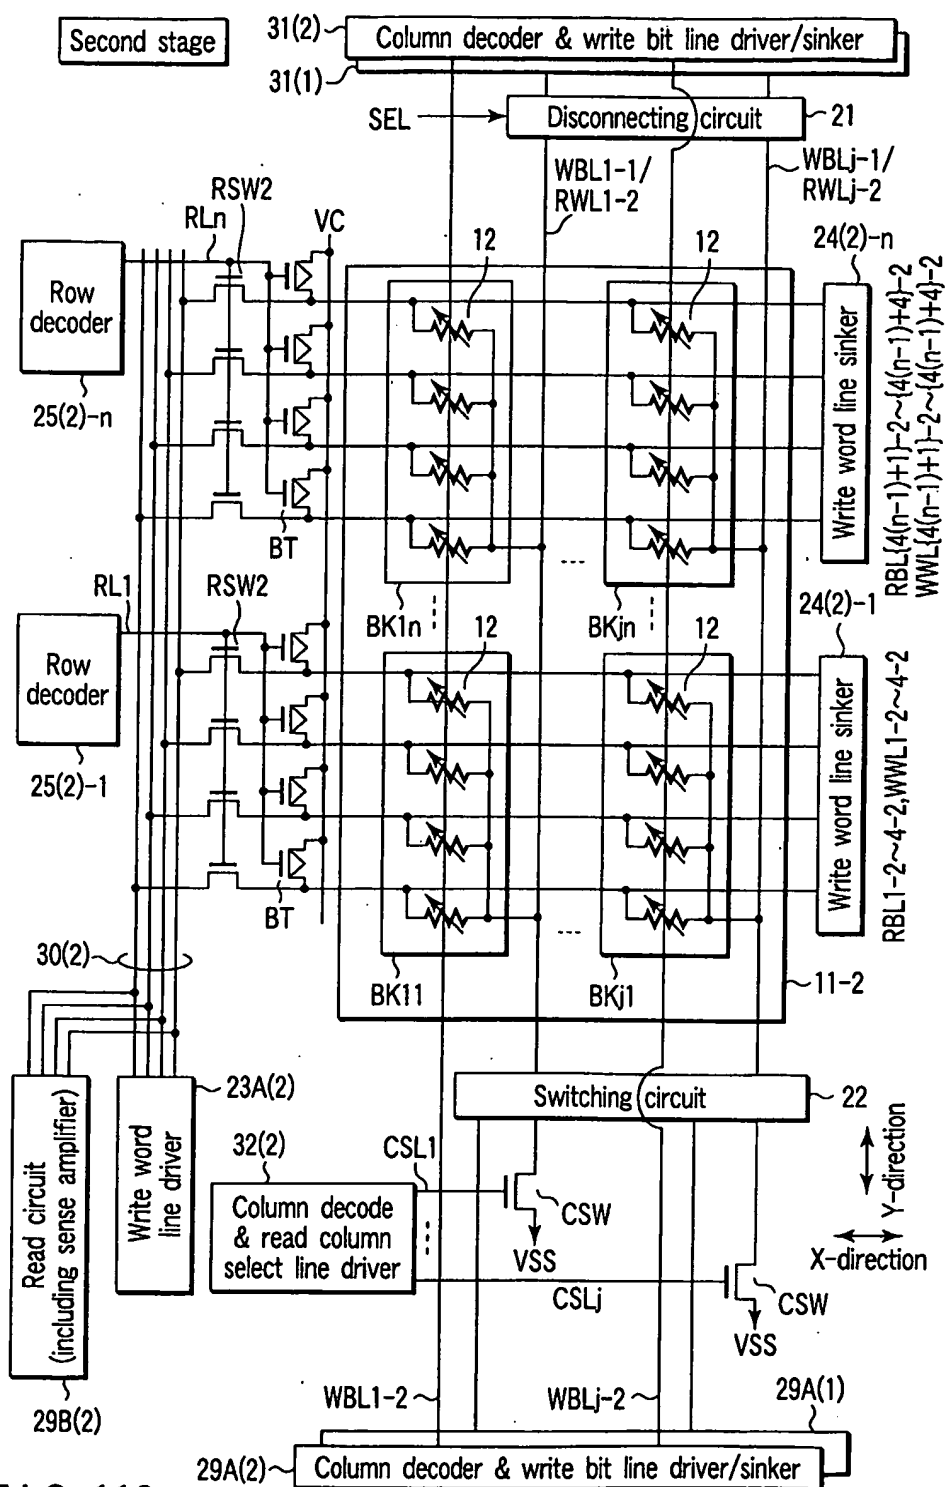 Second stage
31(2)
Column decoder & write bit line driver/sinker
31(1)
SEL
Disconnecting circuit
21
WBL1-1/
RWL1-2
WBLj-1/
RWLj-2
RSW2
RLn
VC
12
12
24(2)-n
Row
decoder
25(2)-n
BT
Write word line sinker
RBL{4(n-1)+1}-2~{4(n-1)+4}-2
WWL{4(n-1)+1}-2~{4(n-1)+4}-2
BK1n
BKjn
RL1
RSW2
12
12
24(2)-1
Row
decoder
25(2)-1
BT
Write word line sinker
RBL1-2~4-2,WWL1-2~4-2
30(2)
BK11
BKj1
11-2
Read circuit
(including sense amplifier)
29B(2)
Write word
line driver
23A(2)
Switching circuit
22
32(2)
CSL1
Column decode
& read column
select line driver
CSW
VSS
CSLj
CSW
VSS
Y-direction
X-direction
WBL1-2
WBLj-2
29A(1)
29A(2)
Column decoder & write bit line driver/sinker